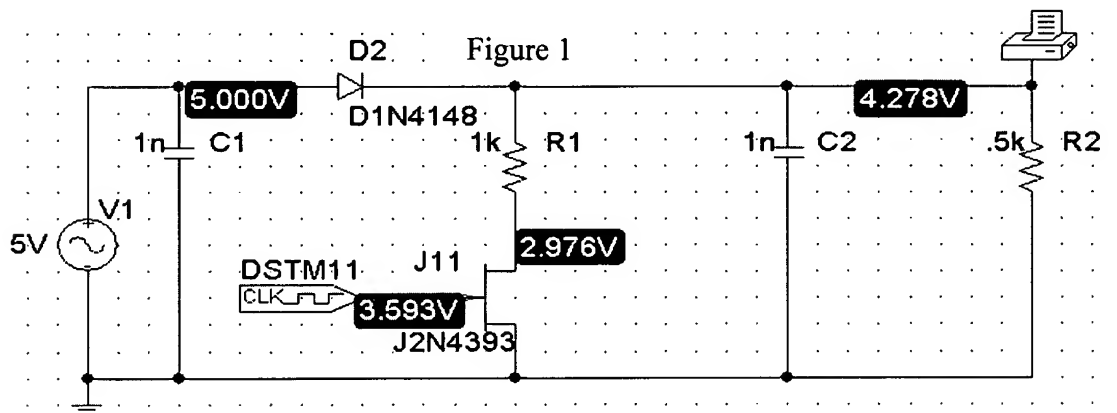 Figure 1
D2
5.000V
D1N4148
4.278V
1n
C1
1k
R1
1n
C2
.5k
R2
V1
5V
2.976V
J11
DSTM11
CLK
3.593V
J2N4393